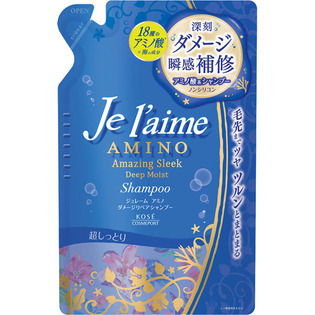 OPEN
18種の
アミノ酸
深刻
ダメージ
瞬感補修
アミノ酸系シャンプー
ノンシリコン
Je l'aime
AMINO
Amazing Sleek
Deep Moist
Shampoo
ジュレーム アミノ
ダメージリペアシャンプー
KOSÉ
COSMEPORT
超しっとり
毛先までツヤ ツルンとまとまる